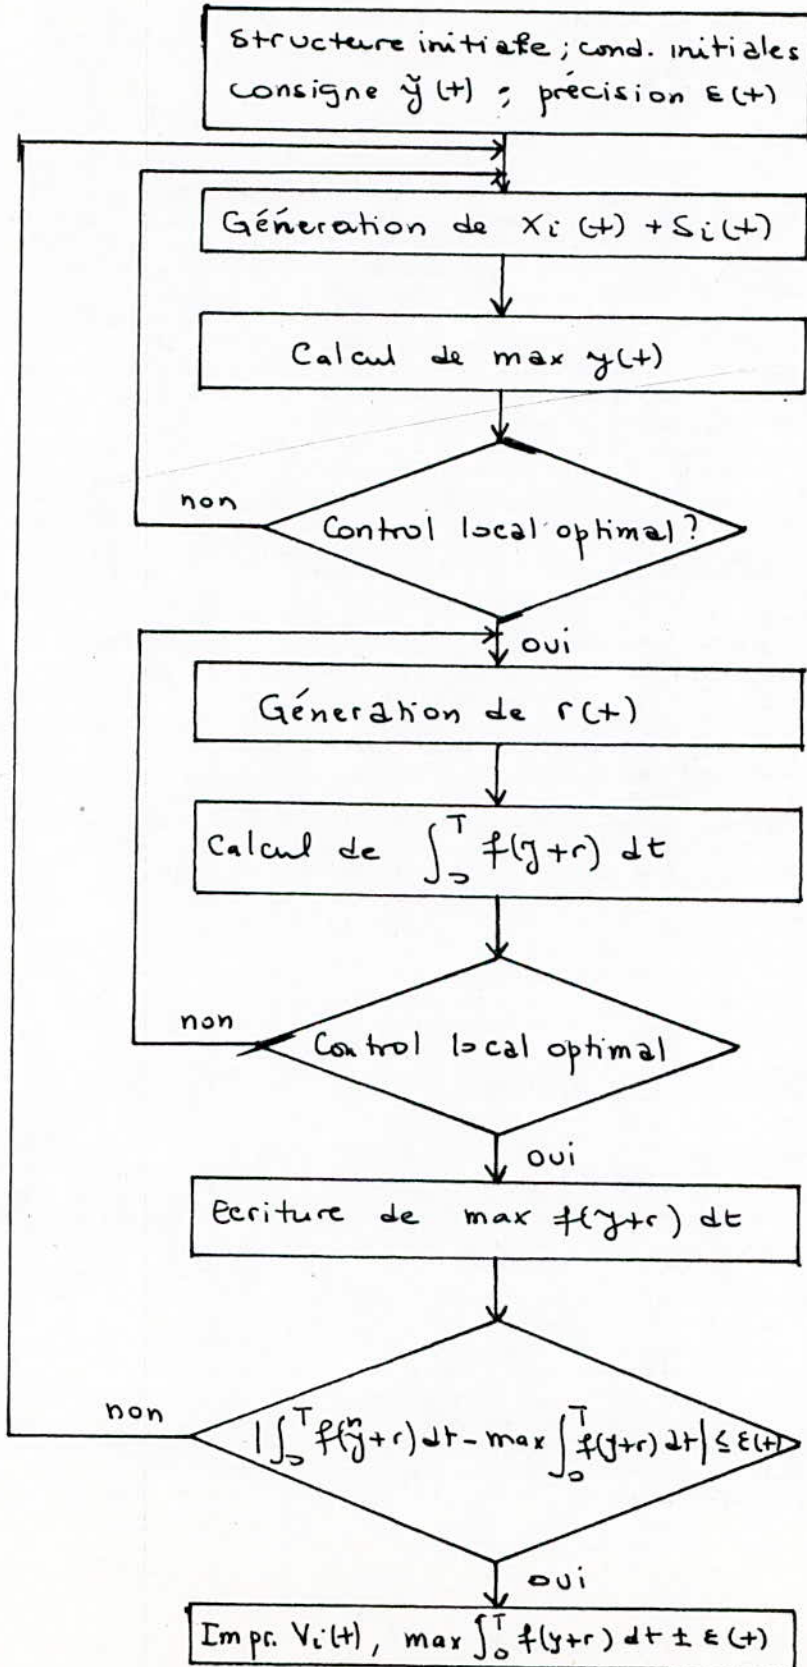 Structure initiale ; cond. initiales
consigne y̌(t) ; précision ε(t)
Géneration de Xi(t) + Si(t)
Calcul de max y(t)
non
Control local optimal ?
oui
Géneration de r(t)
Calcul de ∫₀ᵀ f(y+r) dt
non
Control local optimal
oui
Ecriture de max f(y+r) dt
non
|∫₀ᵀ f(y̌+r) dt - max ∫₀ᵀ f(y+r) dt| ≤ ε(t)
oui
Impr. Vi(t), max ∫₀ᵀ f(y+r) dt ± ε(t)